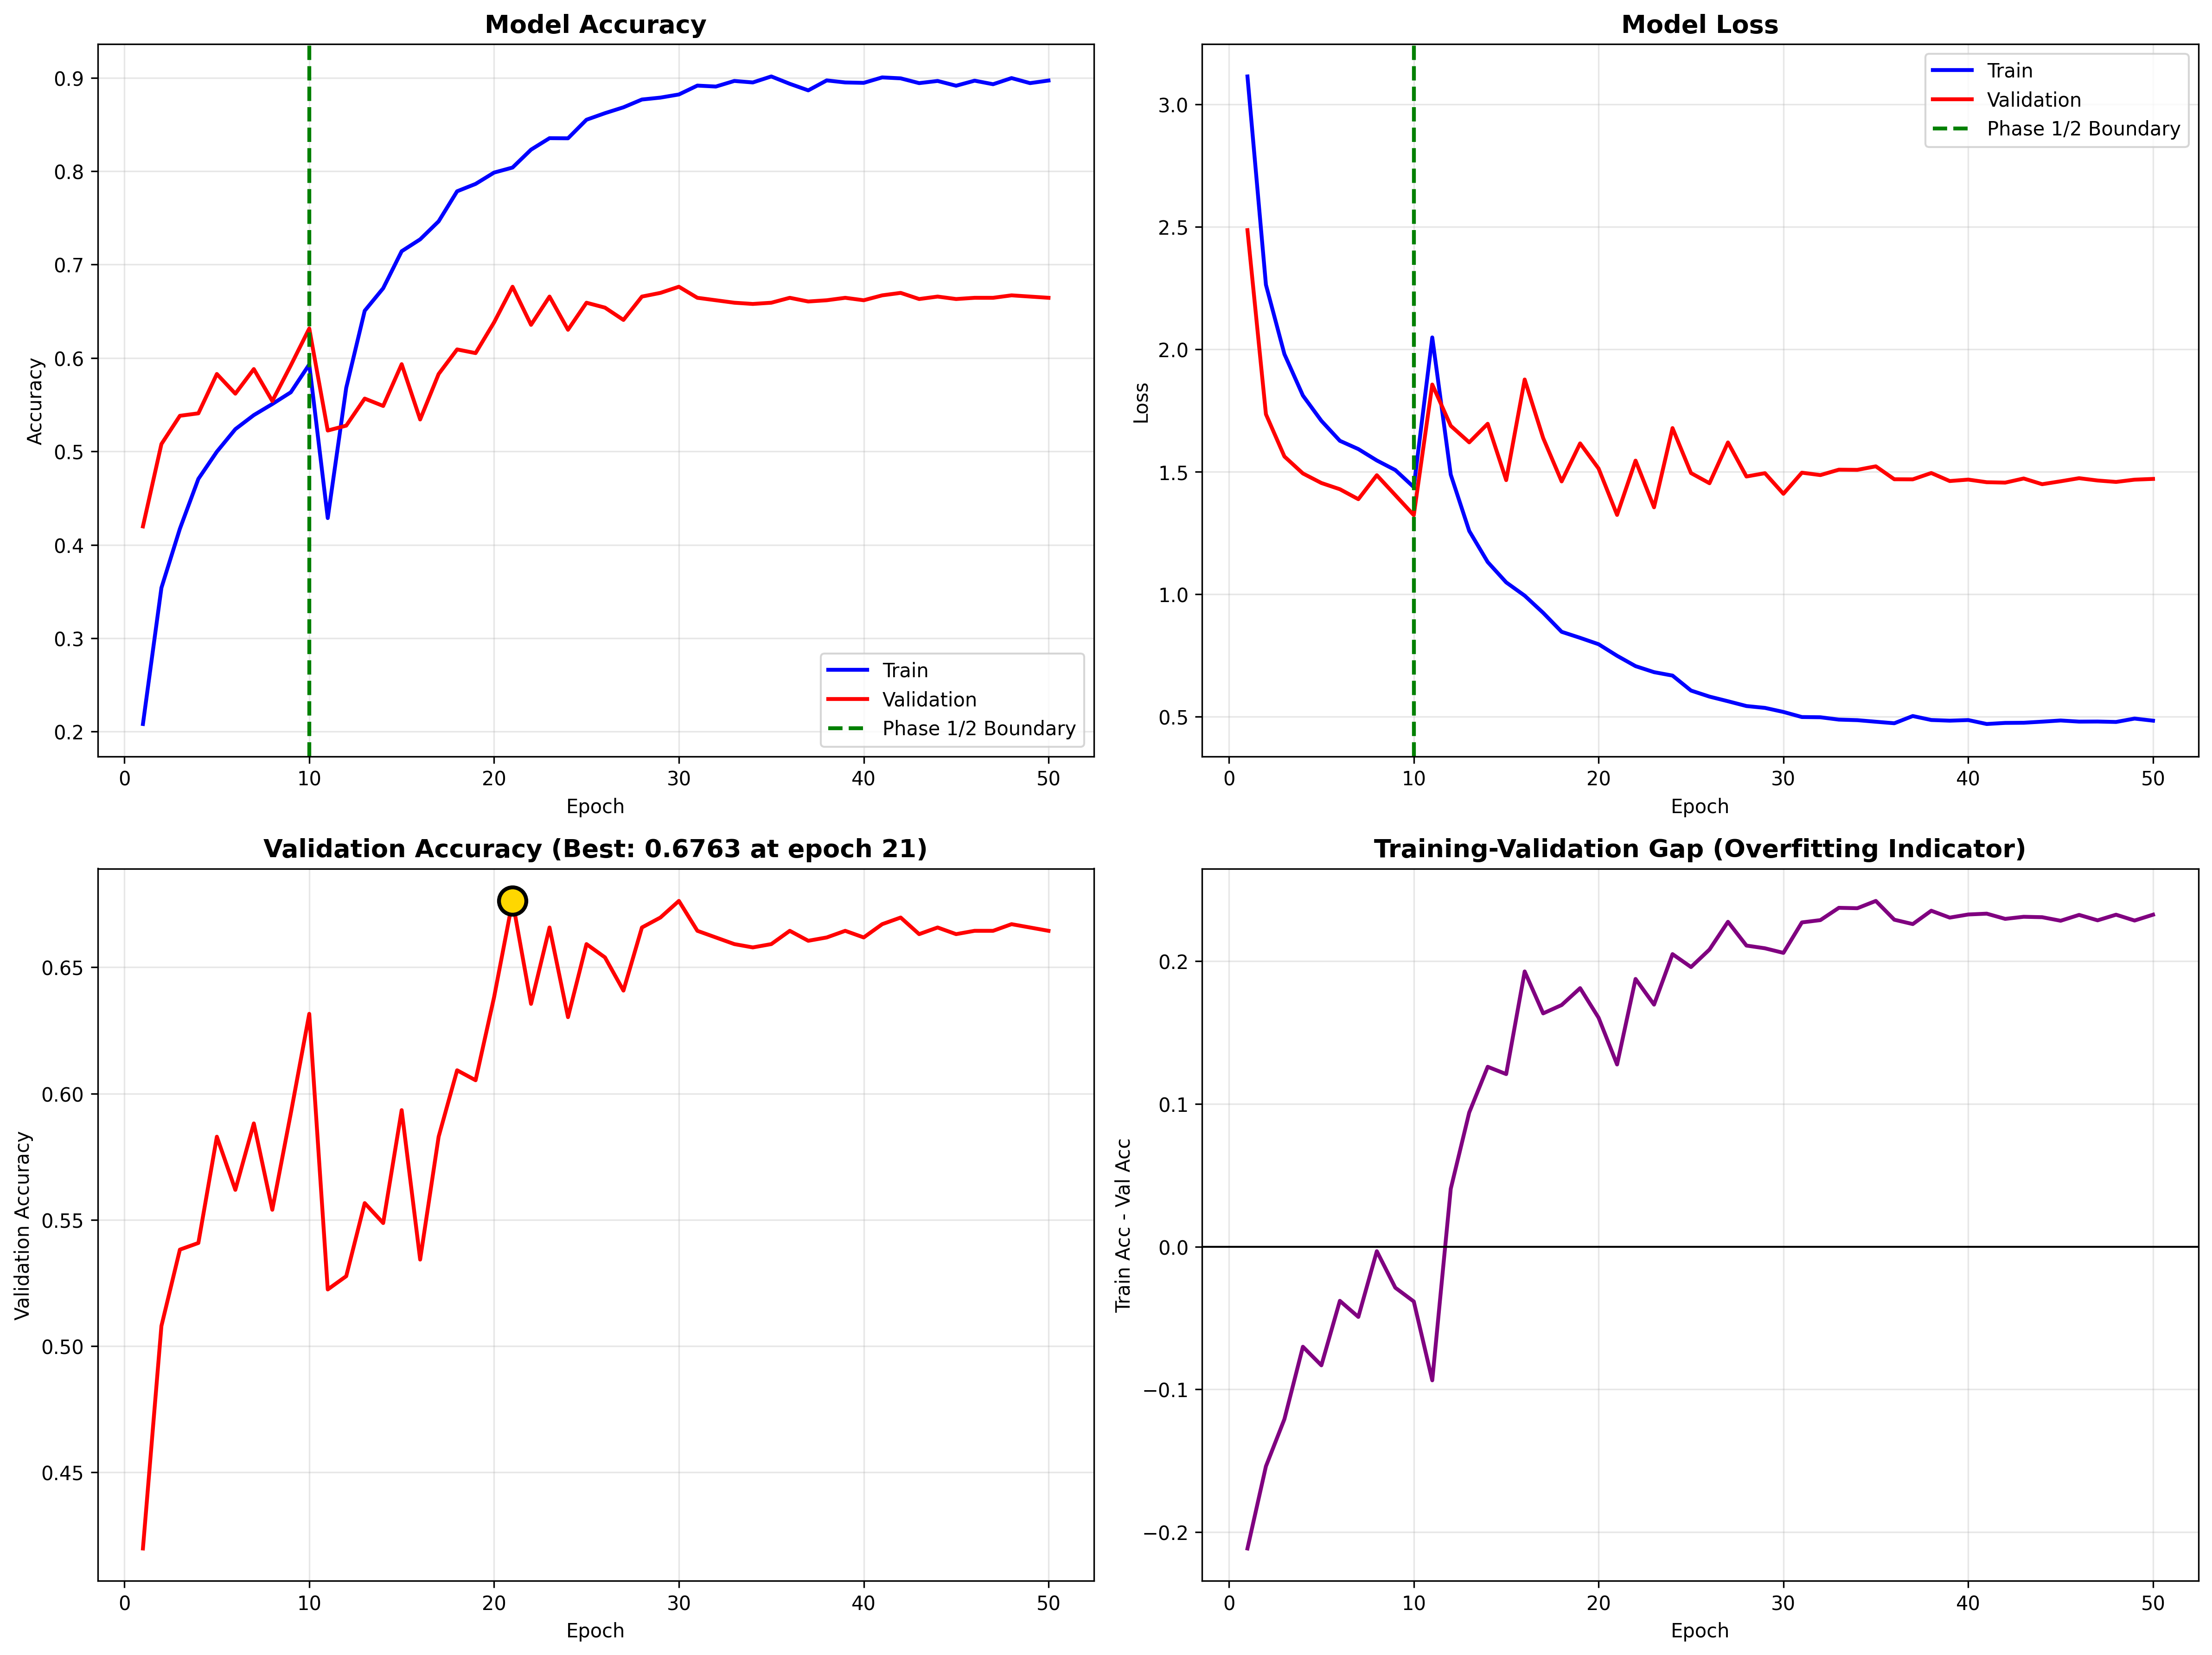 Model Accuracy
Accuracy
0.9
0.8
0.7
0.6
0.5
0.4
0.3
0.2
Train
Validation
Phase 1/2 Boundary
0 10 20 30 40 50
Epoch
Model Loss
Loss
3.0
2.5
2.0
1.5
1.0
0.5
Train
Validation
Phase 1/2 Boundary
0 10 20 30 40 50
Epoch
Validation Accuracy (Best: 0.6763 at epoch 21)
Validation Accuracy
0.65
0.60
0.55
0.50
0.45
0 10 20 30 40 50
Epoch
Training-Validation Gap (Overfitting Indicator)
Train Acc - Val Acc
0.2
0.1
0.0
−0.1
−0.2
0 10 20 30 40 50
Epoch